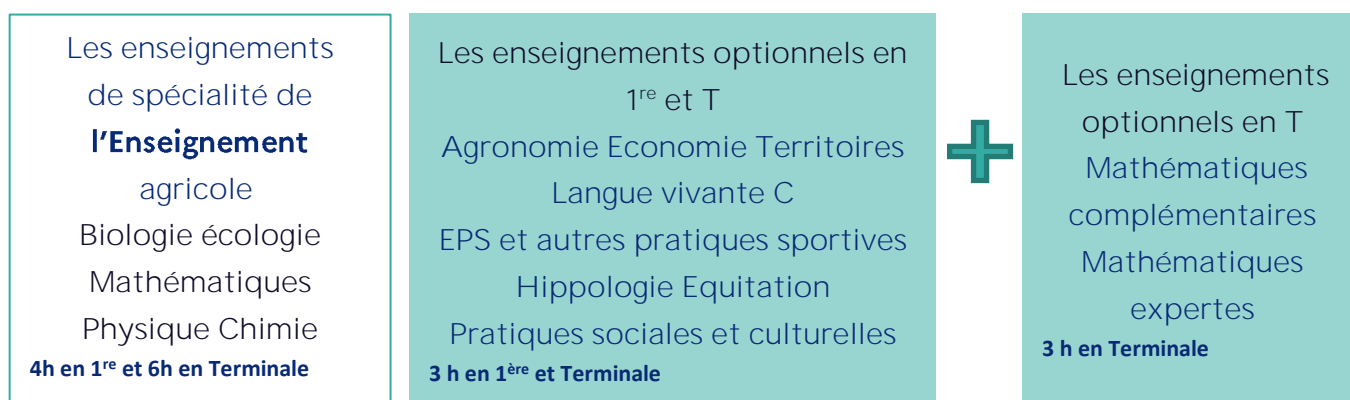 Les enseignements
de spécialité de
l'Enseignement
agricole
Biologie écologie
Mathématiques
Physique Chimie
4h en 1re et 6h en Terminale
Les enseignements optionnels en
1re et T
Agronomie Economie Territoires
Langue vivante C
EPS et autres pratiques sportives
Hippologie Equitation
Pratiques sociales et culturelles
3 h en 1ère et Terminale
Les enseignements
optionnels en T
Mathématiques
complémentaires
Mathématiques
expertes
3 h en Terminale